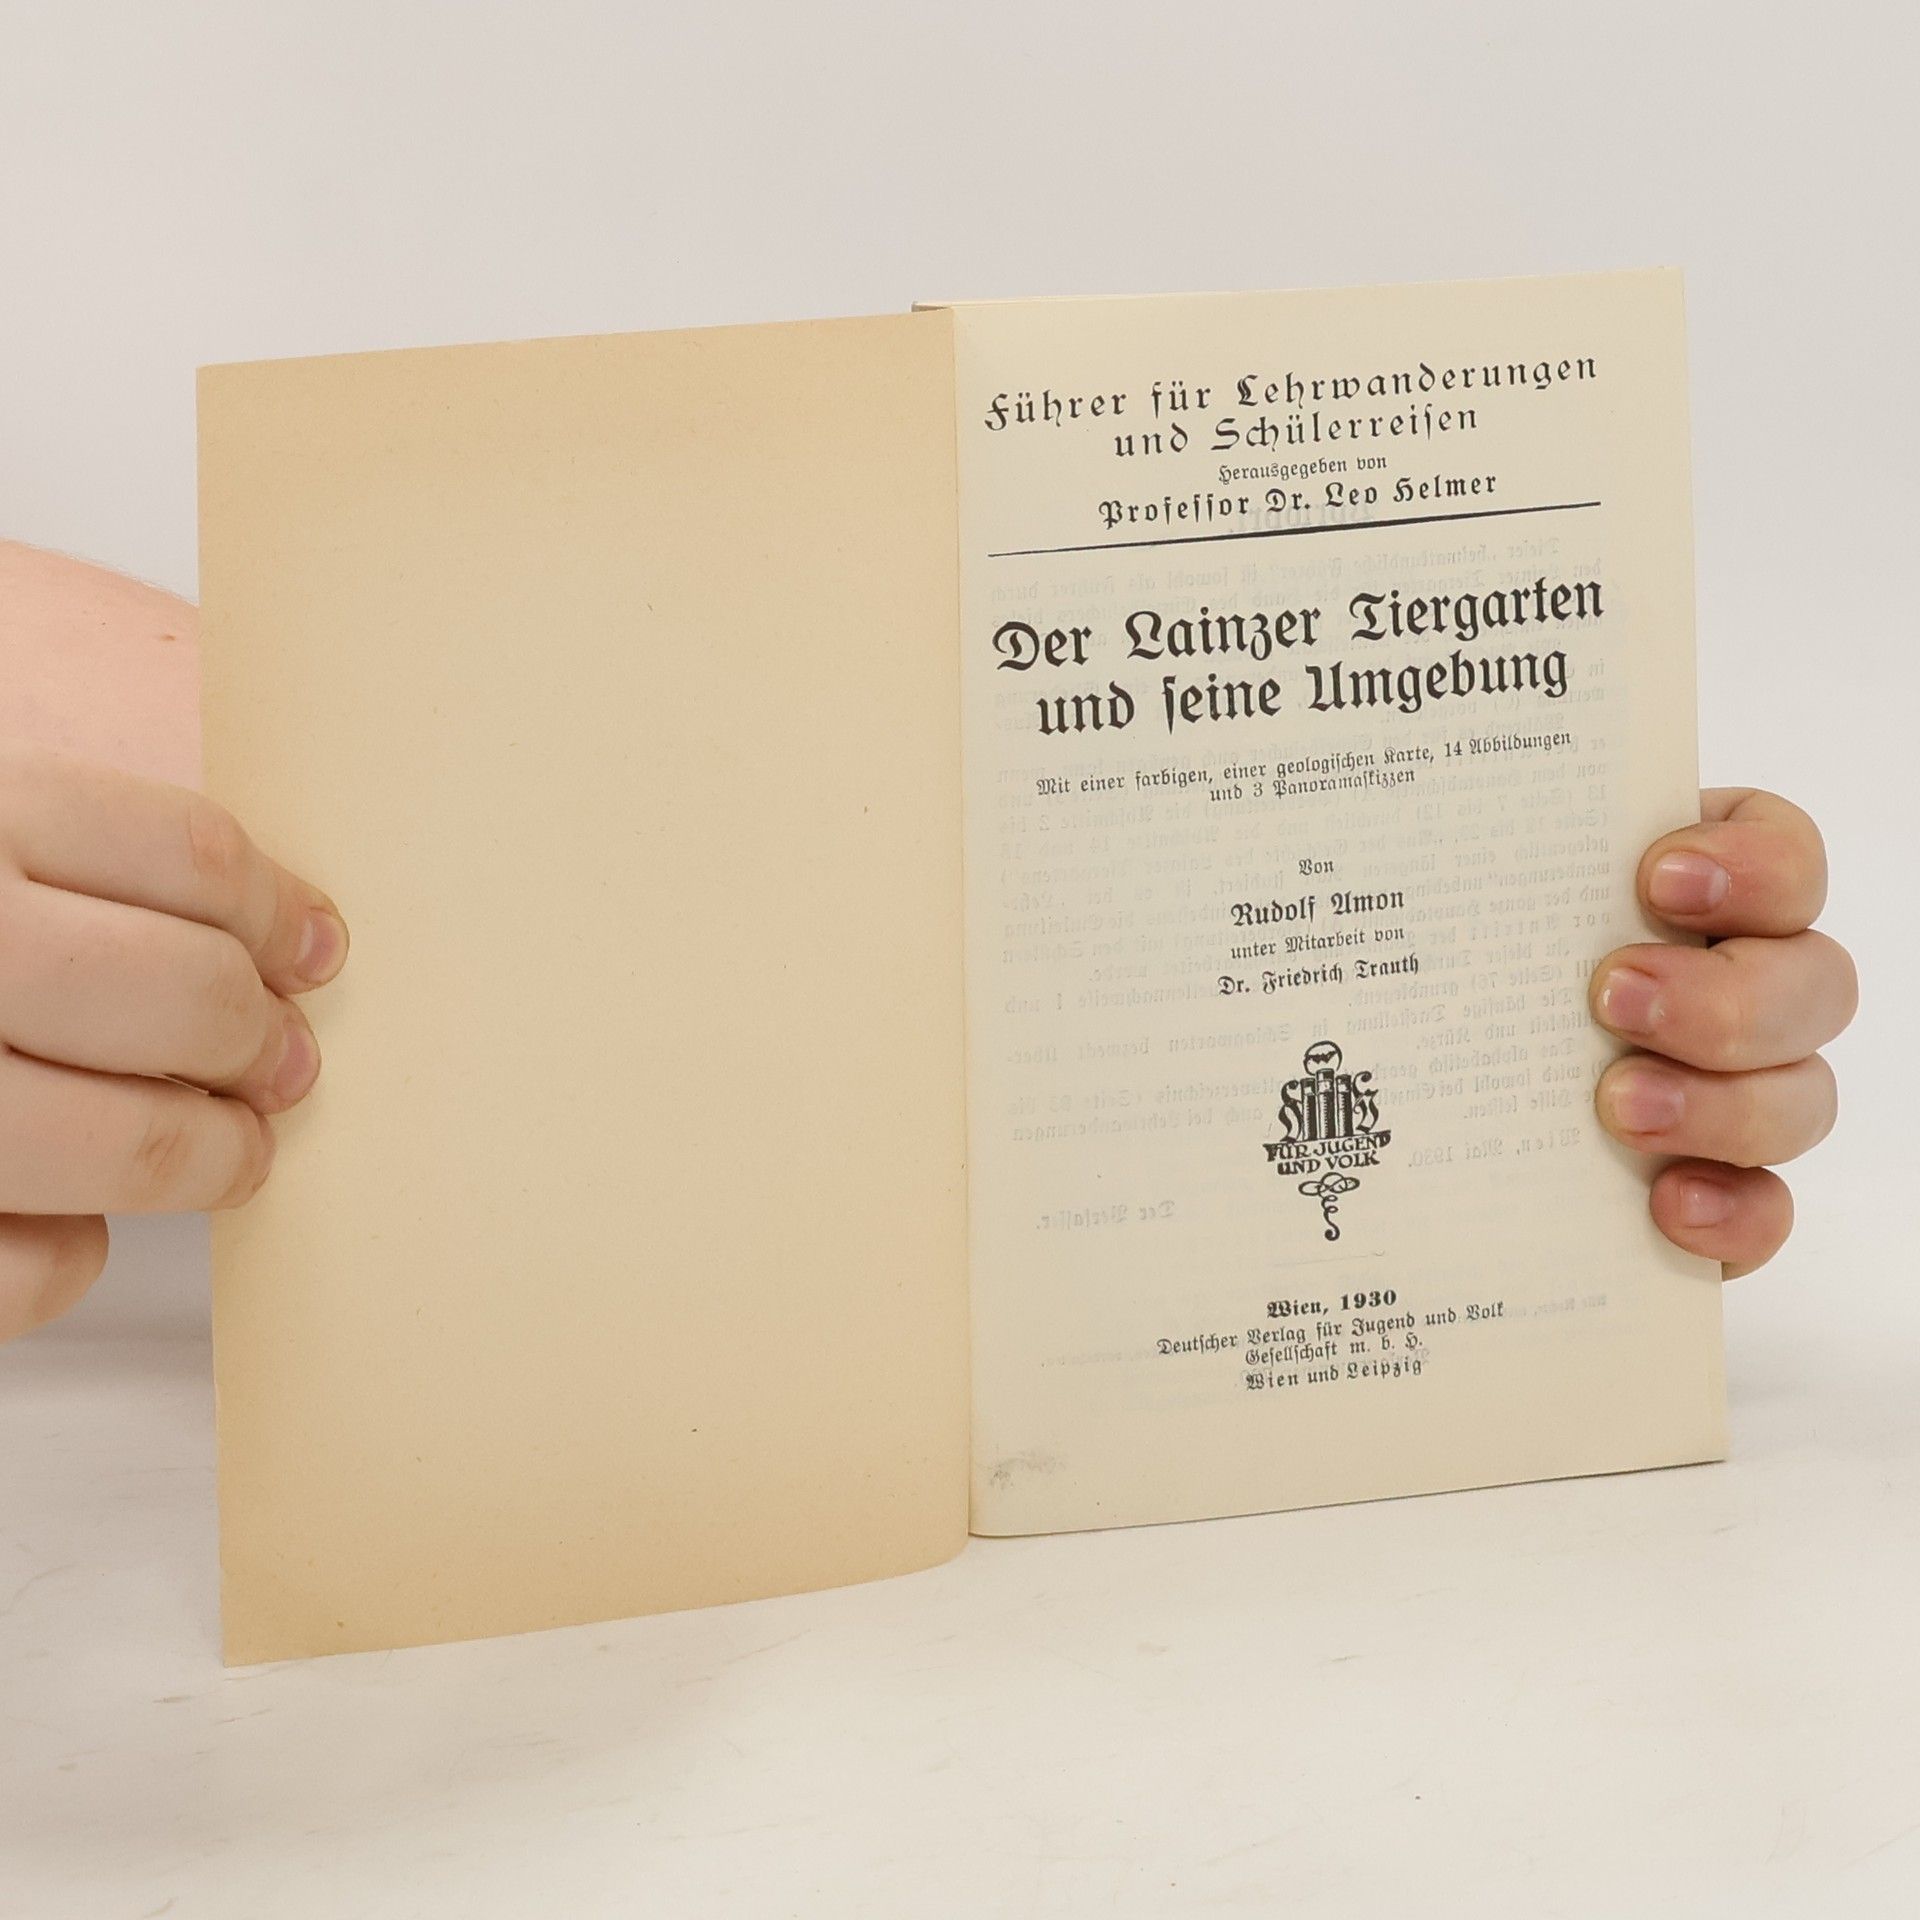 Führer für Lehrwanderungen
und Schülerreiſen
Herausgegeben von
Profeſſor Dr. Leo Helmer
Der Lainzer Tiergarten
und ſeine Umgebung
Mit einer farbigen, einer geologiſchen Karte, 14 Abbildungen
und 3 Panoramaſkizzen
Von
Rudolf Amon
unter Mitarbeit von
Dr. Friedrich Trauth
FÜR JUGEND
UND VOLK
Wien, 1930
Deutſcher Verlag für Jugend und Volk
Geſellſchaft m. b. H.
Wien und Leipzig